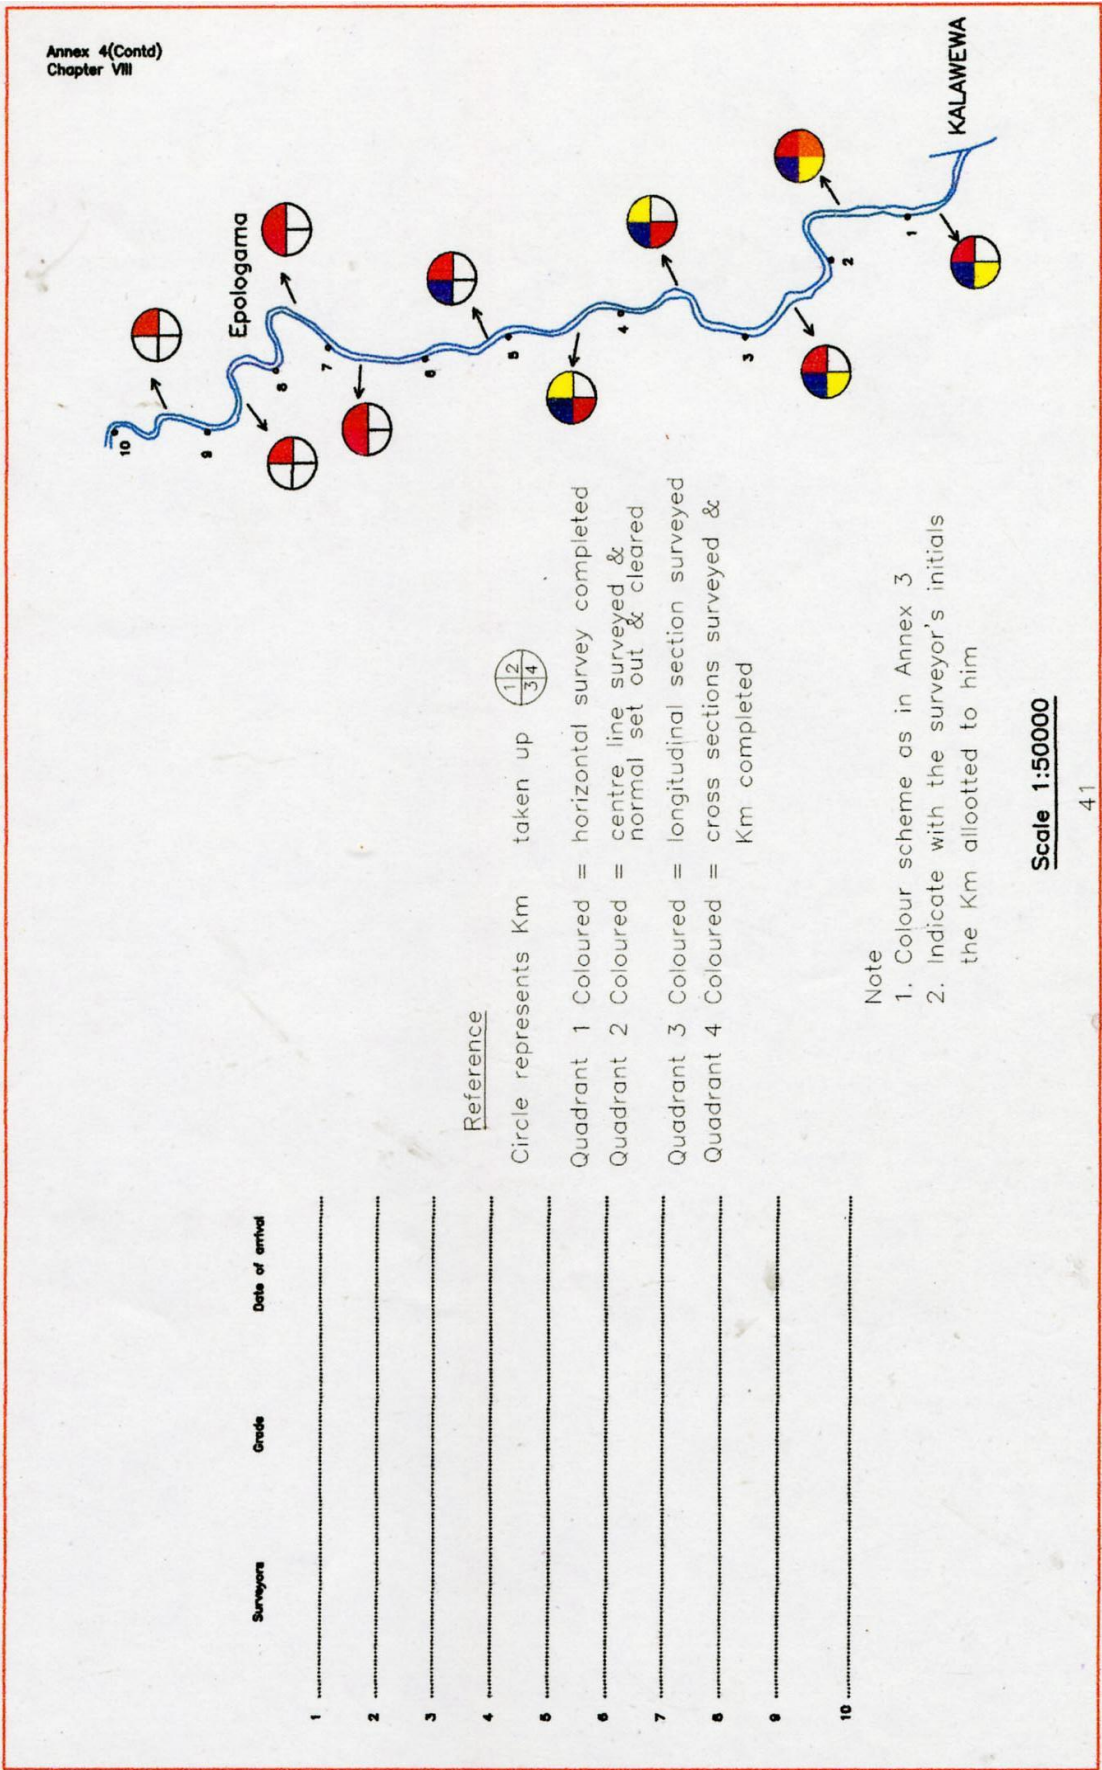 Annex 4(Contd)
Chapter VIII
KALAWEWA
Epologama
1
2
3
4
5
6
7
8
9
10
Reference
Circle represents Km taken up
1 2
3 4
Quadrant 1 Coloured = horizontal survey completed
Quadrant 2 Coloured = centre line surveyed &
normal set out & cleared
Quadrant 3 Coloured = longitudinal section surveyed
Quadrant 4 Coloured = cross sections surveyed &
Km completed
Note
1. Colour scheme as in Annex 3
2. Indicate with the surveyor's initials
the Km allootted to him
Scale 1:50000
Surveyors Grade Date of arrival
1
2
3
4
5
6
7
8
9
10
41